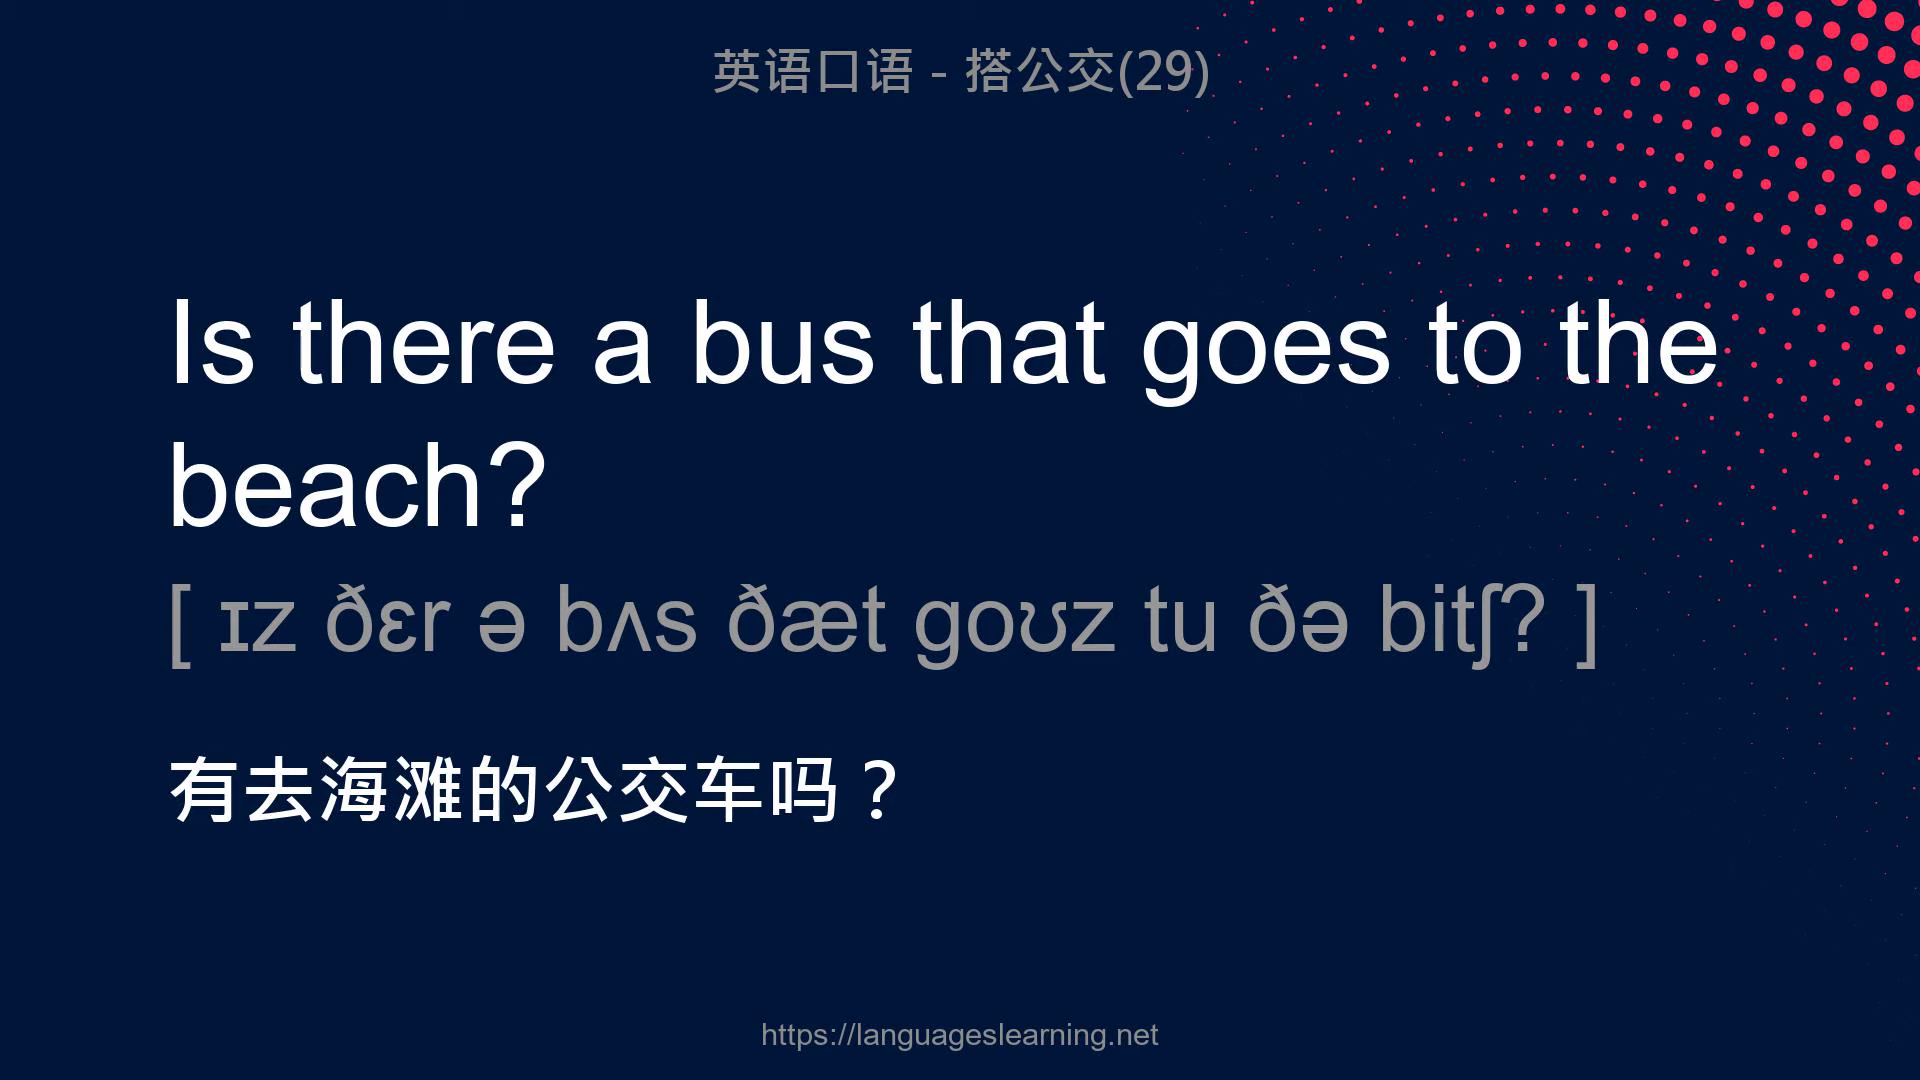 英语口语 - 搭公交(29)
Is there a bus that goes to the
beach?
[ ɪz ðɛr ə bʌs ðæt goʊz tu ðə bitʃ? ]
有去海滩的公交车吗？
https://languageslearning.net